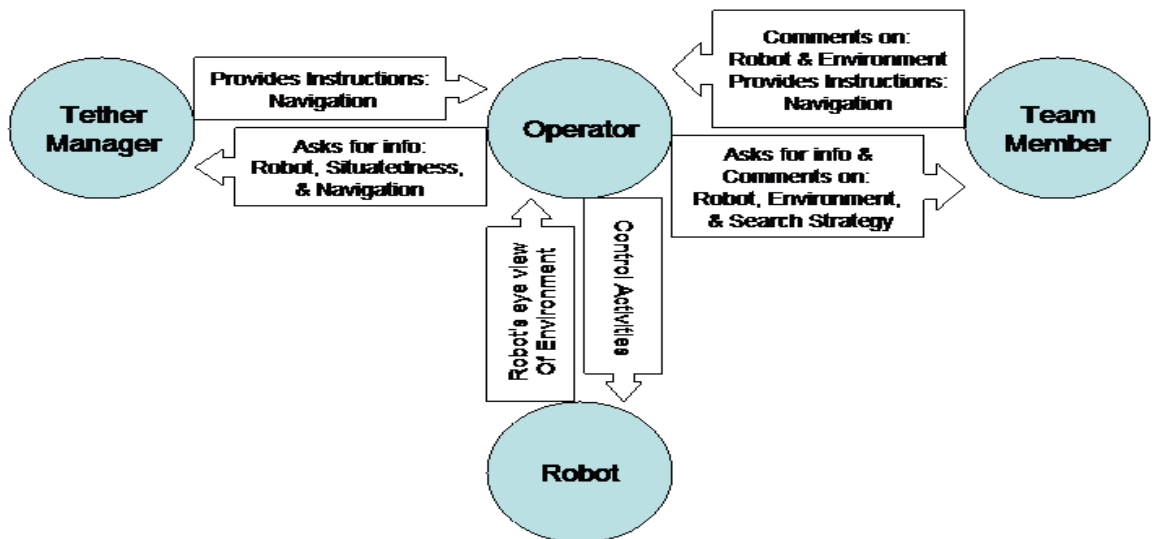 Comments on:
Robot & Environment
Provides Instructions:
Navigation
Provides Instructions:
Navigation
Tether
Manager
Operator
Team
Member
Asks for info:
Robot, Situatedness,
& Navigation
Asks for info &
Comments on:
Robot, Environment,
& Search Strategy
Robot's eye view
Of Environment
Control Activities
Robot